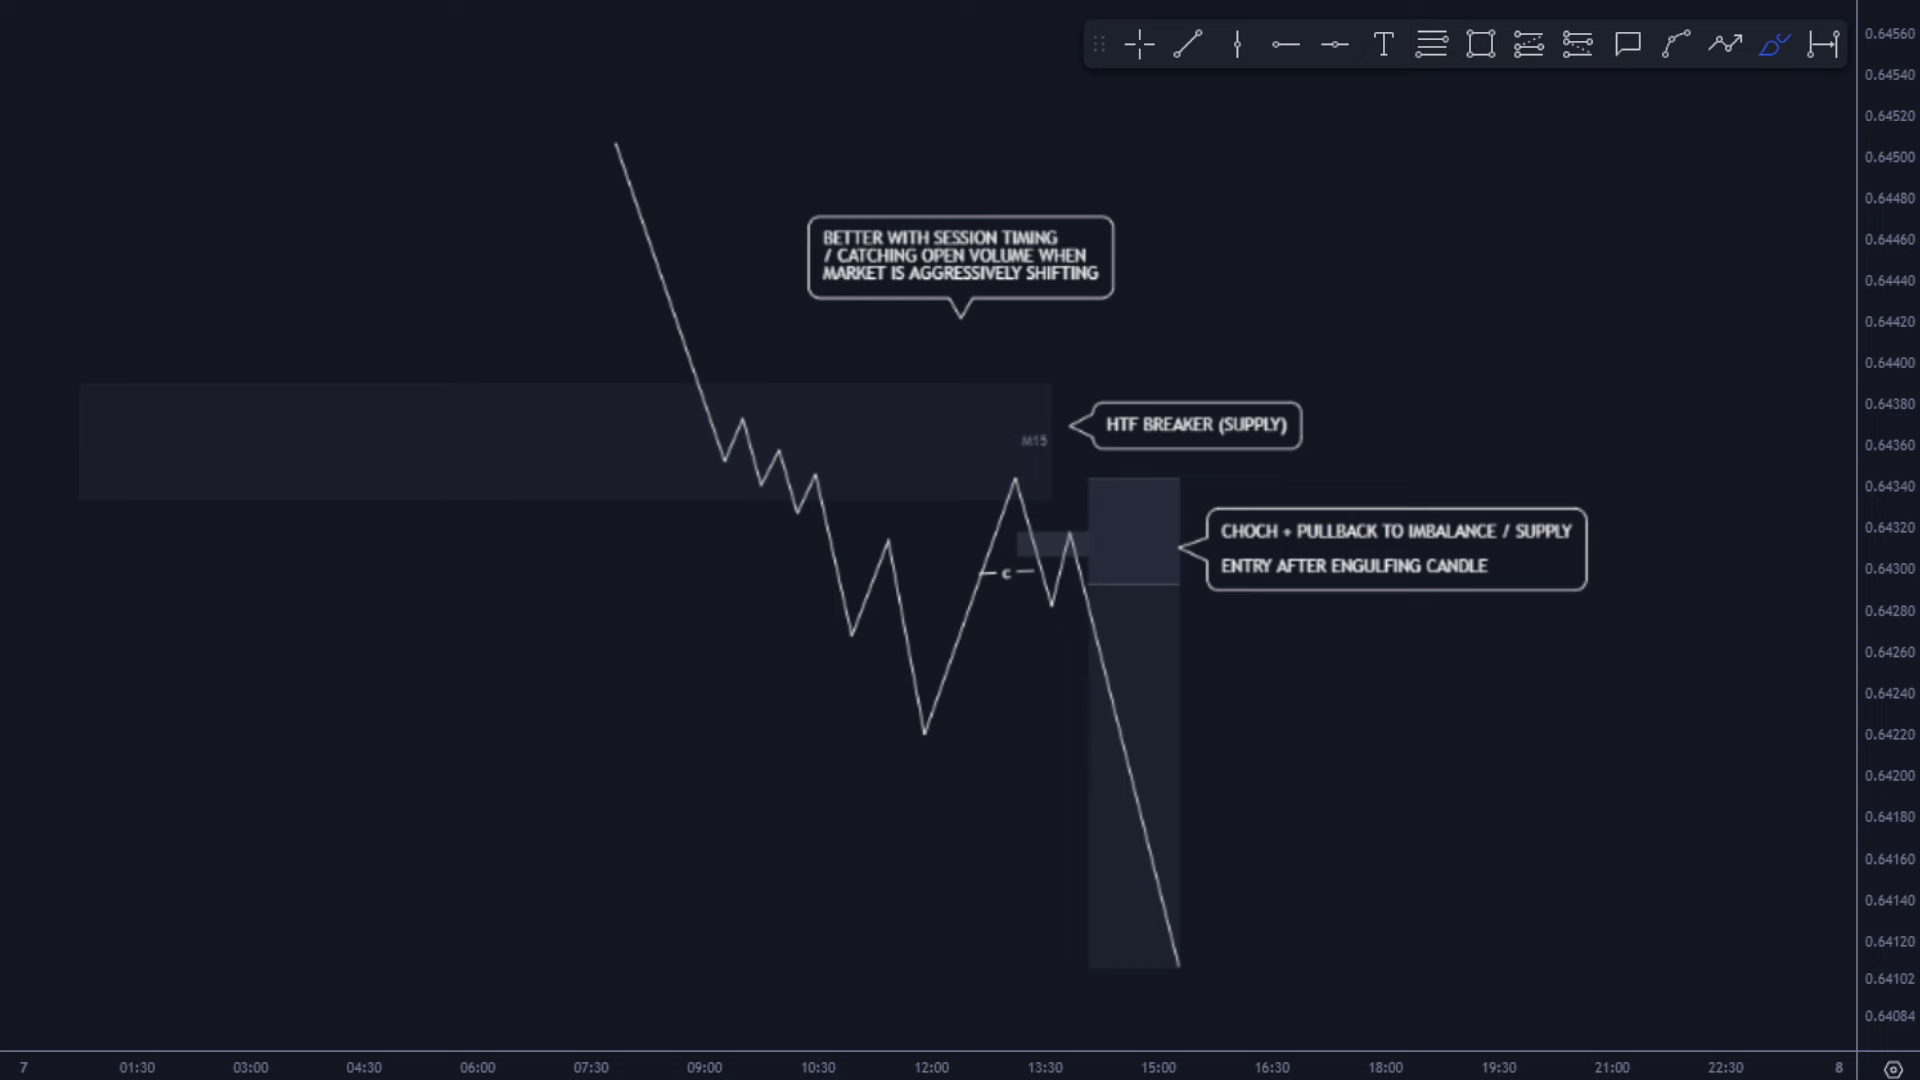 T
0.64560
0.64540
0.64520
0.64500
0.64480
0.64460
0.64440
0.64420
0.64400
0.64380
0.64360
0.64340
0.64320
0.64300
0.64280
0.64260
0.64240
0.64220
0.64200
0.64180
0.64160
0.64140
0.64120
0.64102
0.64084
BETTER WITH SESSION TIMING
/ CATCHING OPEN VOLUME WHEN
MARKET IS AGGRESSIVELY SHIFTING
HTF BREAKER (SUPPLY)
M15
CHOCH + PULLBACK TO IMBALANCE / SUPPLY
ENTRY AFTER ENGULFING CANDLE
C
7 01:30 03:00 04:30 06:00 07:30 09:00 10:30 12:00 13:30 15:00 16:30 18:00 19:30 21:00 22:30 8